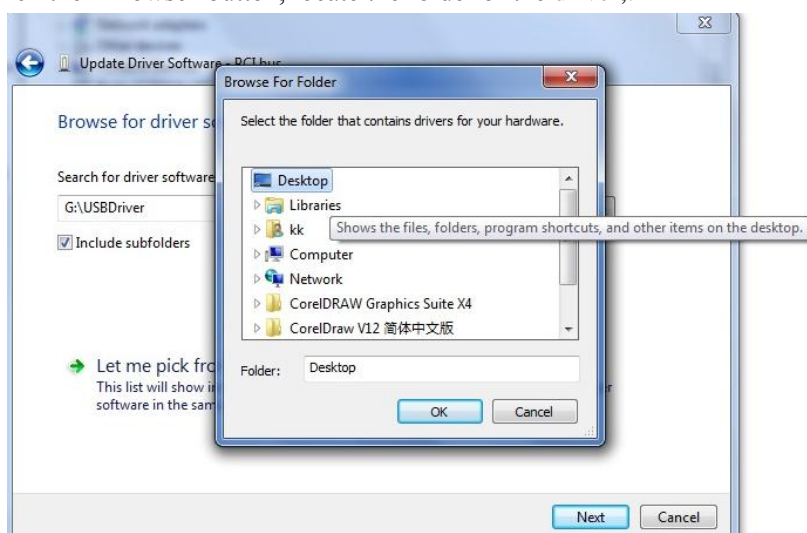 Update Driver Software - PCI bus
Browse For Folder
Browse for driver
Select the folder that contains drivers for your hardware.
Search for driver software
G:\USBDriver
Include subfolders
Desktop
Libraries
kk
Shows the files, folders, program shortcuts, and other items on the desktop.
Computer
Network
CorelDRAW Graphics Suite X4
CorelDraw V12 简体中文版
Folder:
Desktop
OK
Cancel
Let me pick
This list will show
software in the
Next
Cancel